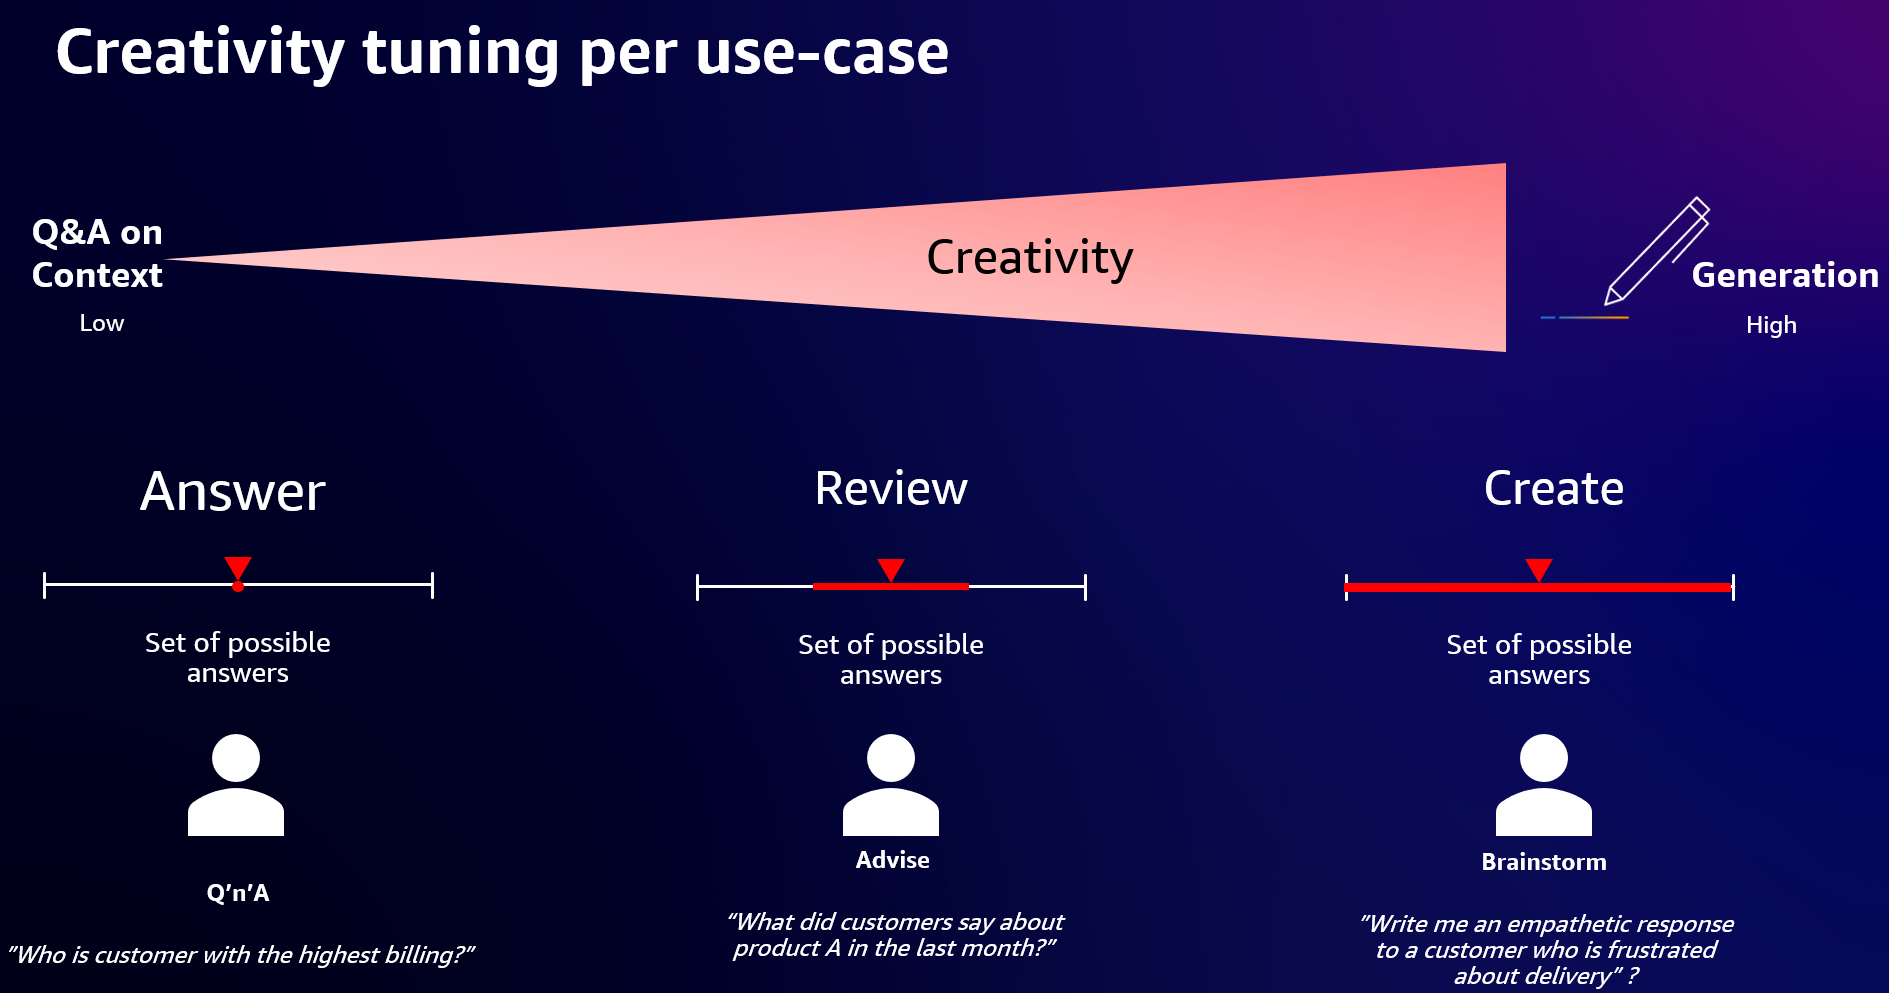 Creativity tuning per use-case
Q&A on
Context
Low
Creativity
Generation
High
Answer
Set of possible
answers
Q’n’A
”Who is customer with the highest billing?”
Review
Set of possible
answers
Advise
“What did customers say about
product A in the last month?”
Create
Set of possible
answers
Brainstorm
”Write me an empathetic response
to a customer who is frustrated
about delivery” ?